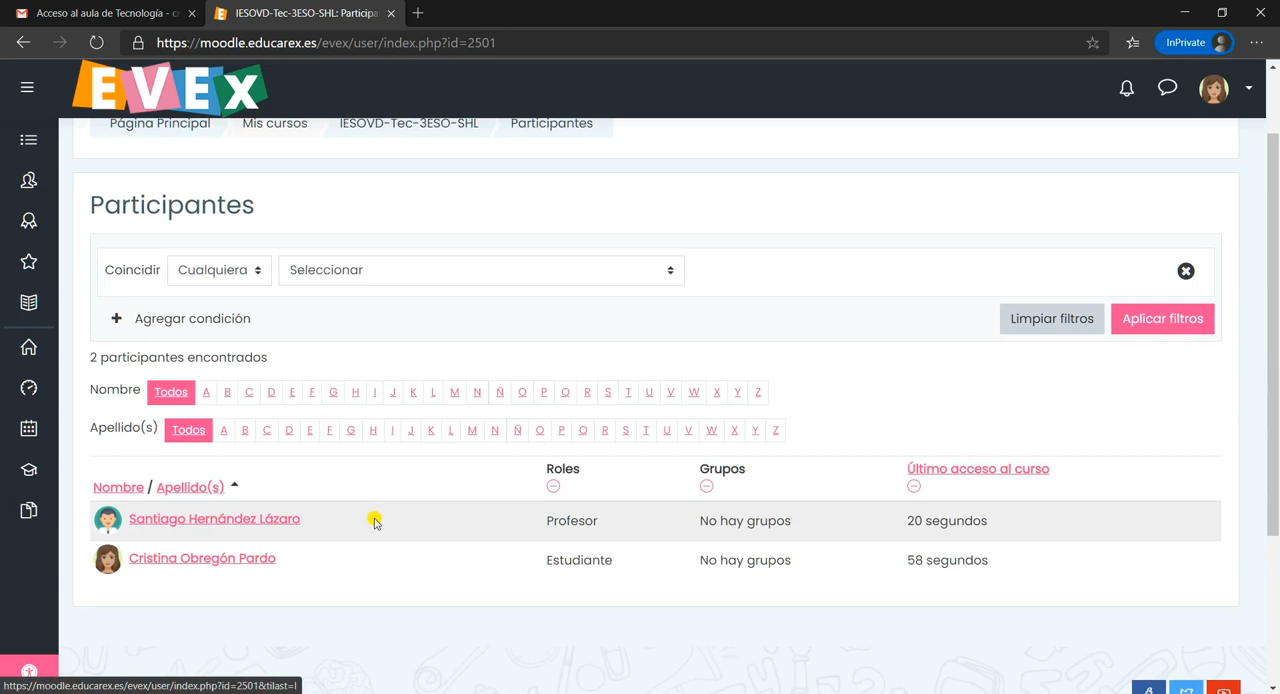 Acceso al aula de Tecnología - c
IESOVD-Tec-3ESO-SHL: Participa
https://moodle.educarex.es/evex/user/index.php?id=2501
InPrivate
EVEX
Página Principal
Mis cursos
IESOVD-Tec-3ESO-SHL
Participantes
Participantes
Coincidir Cualquiera Seleccionar
+ Agregar condición
Limpiar filtros
Aplicar filtros
2 participantes encontrados
Nombre Todos A B C D E F G H I J K L M N Ñ O P Q R S T U V W X Y Z
Apellido(s) Todos A B C D E F G H I J K L M N Ñ O P Q R S T U V W X Y Z
Nombre / Apellido(s) Roles Grupos Último acceso al curso
Santiago Hernández Lázaro Profesor No hay grupos 20 segundos
Cristina Obregón Pardo Estudiante No hay grupos 58 segundos
https://moodle.educarex.es/evex/user/index.php?id=2501&tilast=I